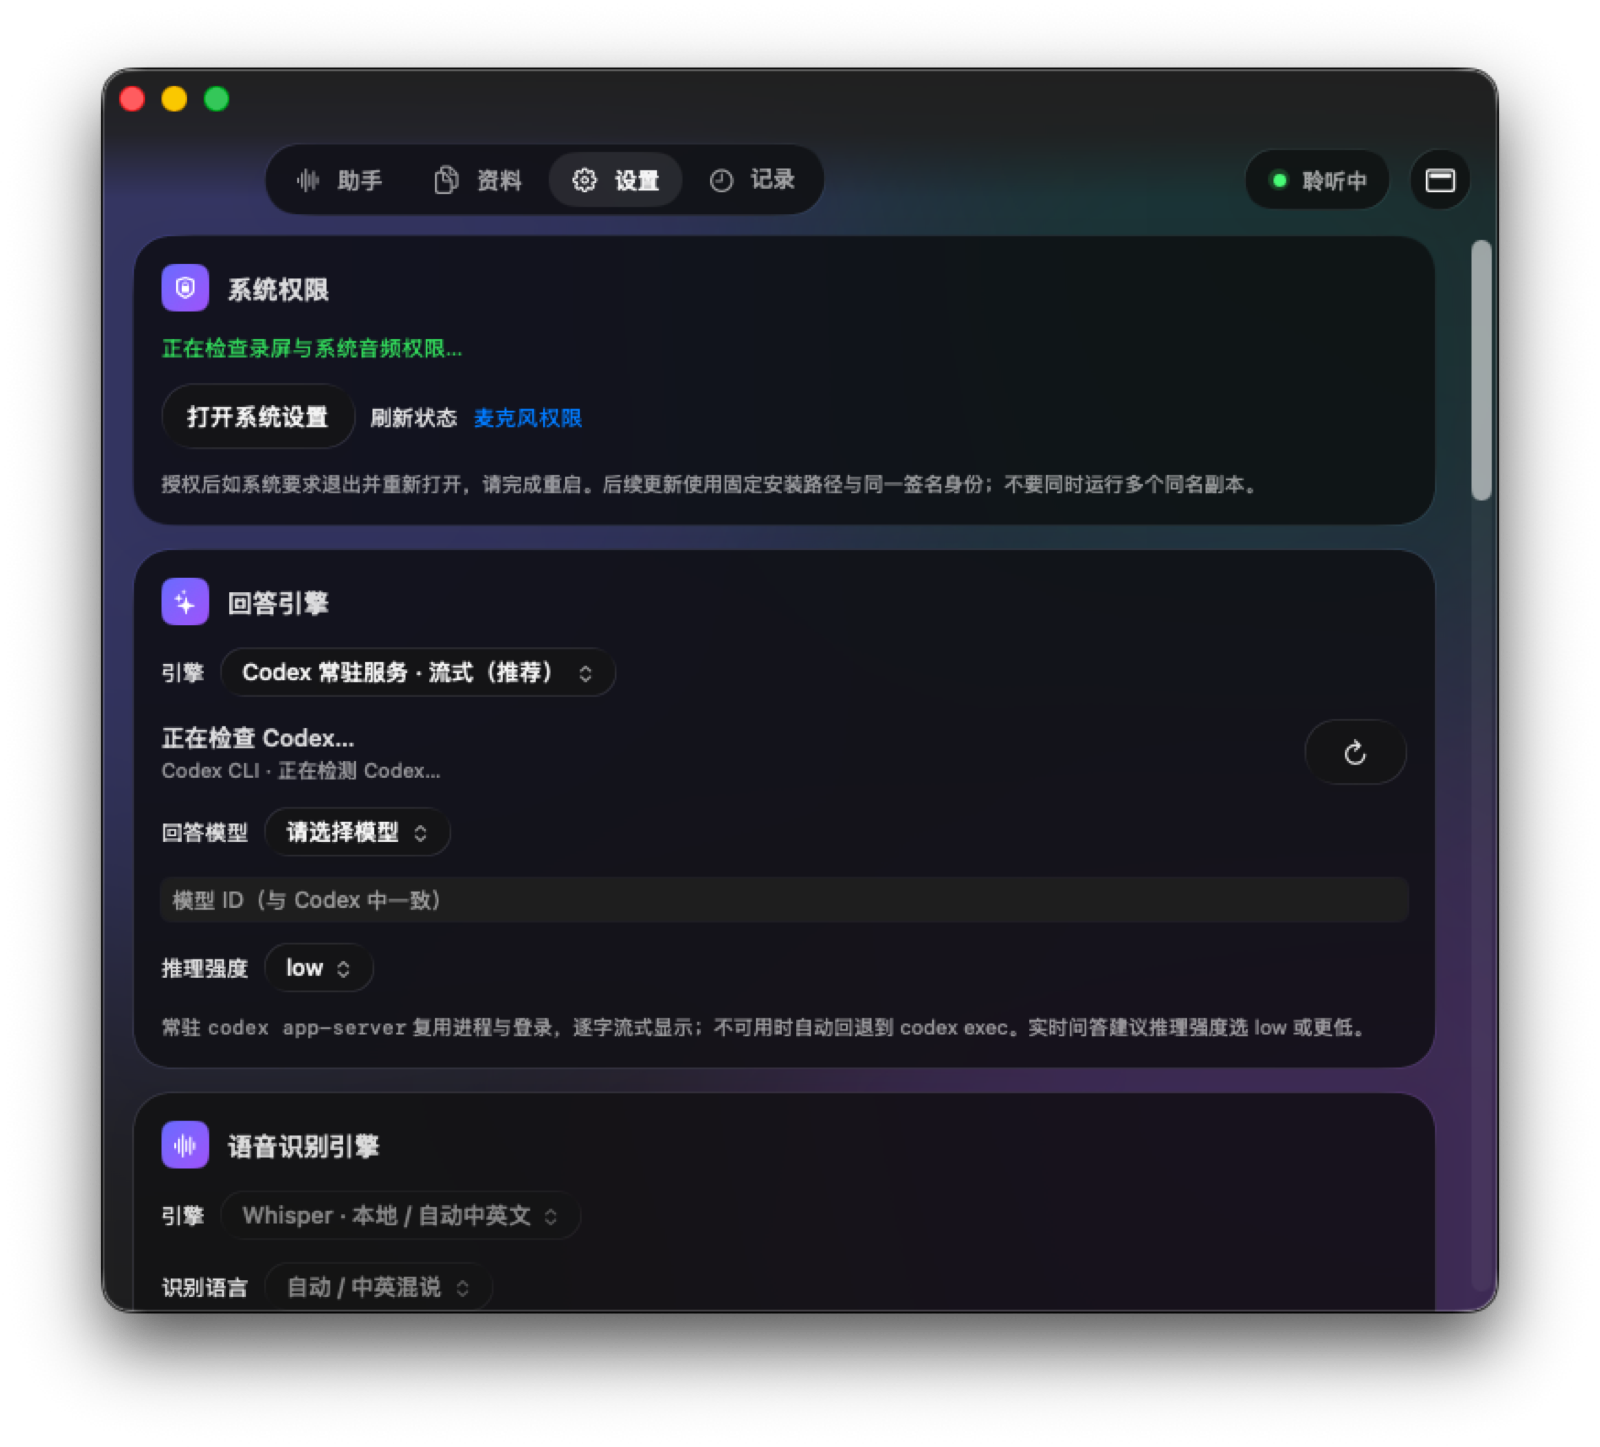 助手 资料 设置 记录 聆听中
系统权限
正在检查录屏与系统音频权限...
打开系统设置 刷新状态 麦克风权限
授权后如系统要求退出并重新打开，请完成重启。后续更新使用固定安装路径与同一签名身份；不要同时运行多个同名副本。
回答引擎
引擎 Codex 常驻服务 · 流式（推荐）
正在检查 Codex...
Codex CLI · 正在检测 Codex...
回答模型 请选择模型
模型 ID（与 Codex 中一致）
推理强度 low
常驻 codex app-server 复用进程与登录，逐字流式显示；不可用时自动回退到 codex exec。实时问答建议推理强度选 low 或更低。
语音识别引擎
引擎 Whisper · 本地 / 自动中英文
识别语言 自动 / 中英混说